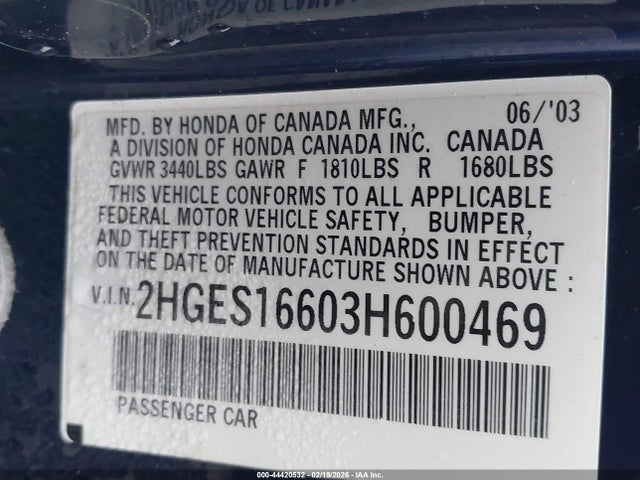 MFD. BY HONDA OF CANADA MFG., 06/'03
A DIVISION OF HONDA CANADA INC. CANADA
GVWR 3440LBS GAWR F 1810LBS R 1680LBS
THIS VEHICLE CONFORMS TO ALL APPLICABLE
FEDERAL MOTOR VEHICLE SAFETY, BUMPER,
AND THEFT PREVENTION STANDARDS IN EFFECT
ON THE DATE OF MANUFACTURE SHOWN ABOVE :
V.I.N. 2HGES16603H600469
PASSENGER CAR
000-44420532 - 02/19/2026 - IAA Inc.